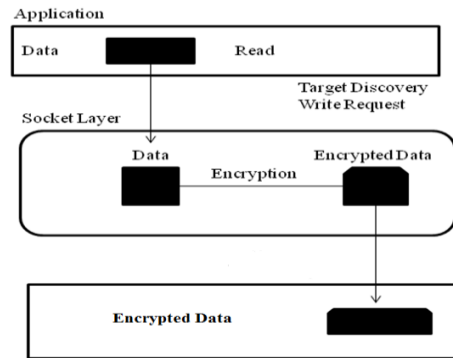 Application
Data Read
Target Discovery
Write Request
Socket Layer
Data Encrypted Data
Encryption
Encrypted Data